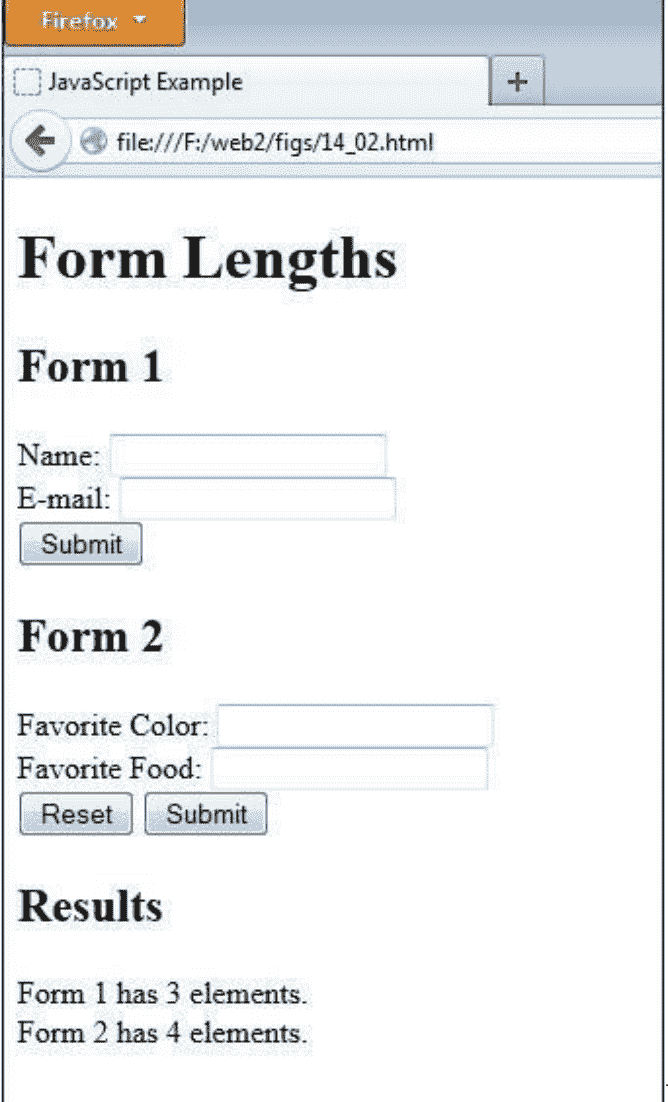 Firefox
JavaScript Example
file:///F:/web2/figs/14_02.html
Form Lengths
Form 1
Name:
E-mail:
Submit
Form 2
Favorite Color:
Favorite Food:
Reset Submit
Results
Form 1 has 3 elements.
Form 2 has 4 elements.